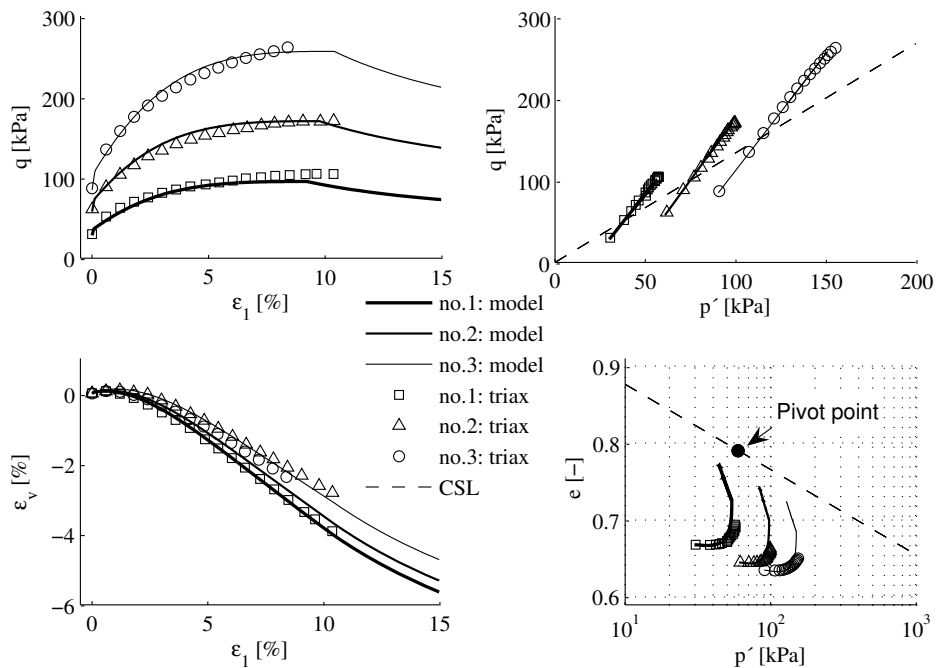 300
200
100
0
q [kPa]
0
5
10
15
ε1 [%]
300
200
100
0
q [kPa]
0
50
100
150
200
p´ [kPa]
no.1: model
no.2: model
no.3: model
no.1: triax
no.2: triax
no.3: triax
CSL
0
−2
−4
−6
εv [%]
0
5
10
15
ε1 [%]
0.9
0.8
0.7
0.6
e [−]
Pivot point
10^1
10^2
10^3
p´ [kPa]